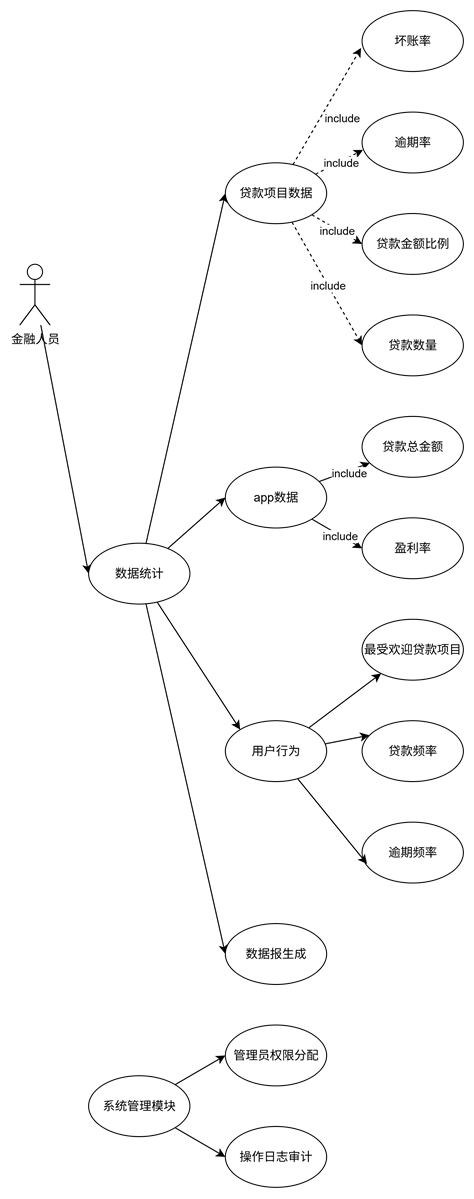 坏账率
include
逾期率
include
贷款项目数据
include
贷款金额比例
include
贷款数量
金融人员
贷款总金额
include
app数据
include
盈利率
数据统计
最受欢迎贷款项目
用户行为
贷款频率
逾期频率
数据报生成
管理员权限分配
系统管理模块
操作日志审计